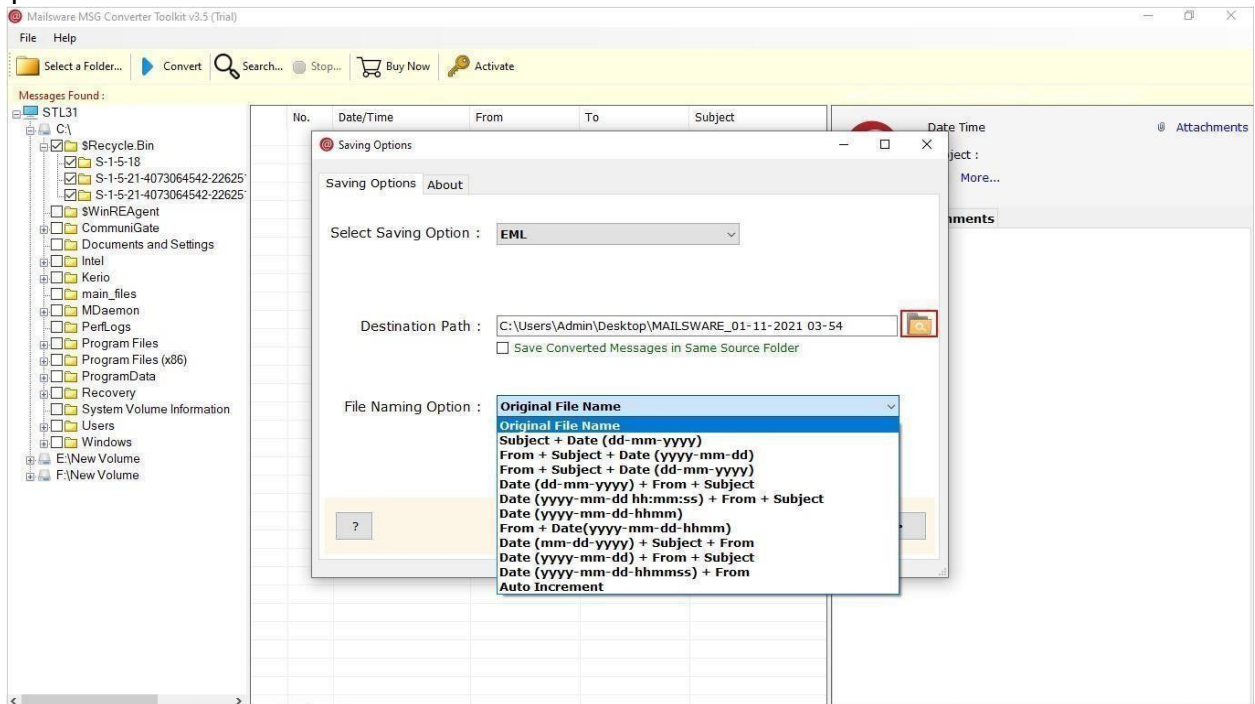 Mailsware MSG Converter Toolkit v3.5 (Trial)
File Help
Select a Folder... Convert Search... Stop... Buy Now Activate
Messages Found :
STL31
C:\
$Recycle.Bin
S-1-5-18
S-1-5-21-4073064542-22625
S-1-5-21-4073064542-22625
$WinREAgent
CommuniGate
Documents and Settings
Intel
Kerio
main_files
MDaemon
PerfLogs
Program Files
Program Files (x86)
ProgramData
Recovery
System Volume Information
Users
Windows
E:\New Volume
F:\New Volume
No. Date/Time From To Subject
Saving Options
Saving Options About
Select Saving Option : EML
Destination Path : C:\Users\Admin\Desktop\MAILSWARE_01-11-2021 03-54
Save Converted Messages in Same Source Folder
File Naming Option : Original File Name
Original File Name
Subject + Date (dd-mm-yyyy)
From + Subject + Date (yyyy-mm-dd)
From + Subject + Date (dd-mm-yyyy)
Date (dd-mm-yyyy) + From + Subject
Date (yyyy-mm-dd hh:mm:ss) + From + Subject
Date (yyyy-mm-dd-hhmm)
From + Date(yyyy-mm-dd-hhmm)
Date (mm-dd-yyyy) + Subject + From
Date (yyyy-mm-dd) + From + Subject
Date (yyyy-mm-dd-hhmmss) + From
Auto Increment
?
Date Time Attachments
ject :
More...